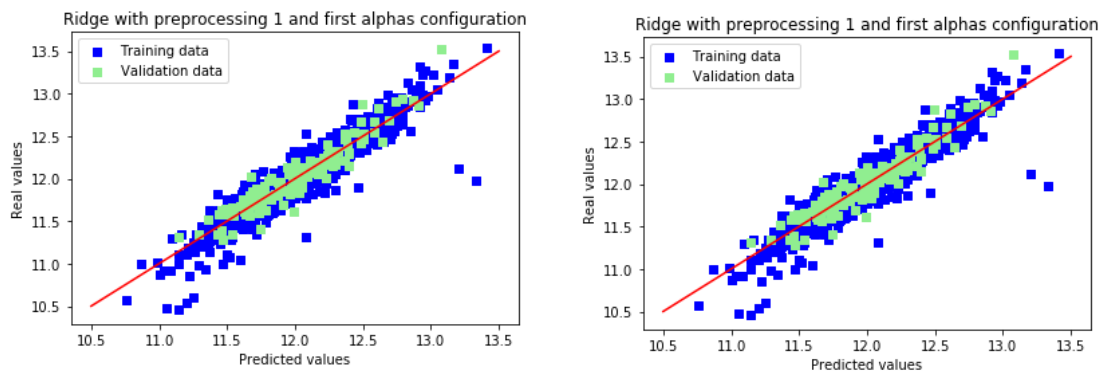 Ridge with preprocessing 1 and first alphas configuration
Training data
Validation data
13.5
13.0
12.5
12.0
11.5
11.0
10.5
Real values
10.5 11.0 11.5 12.0 12.5 13.0 13.5
Predicted values
Ridge with preprocessing 1 and first alphas configuration
Training data
Validation data
13.5
13.0
12.5
12.0
11.5
11.0
10.5
Real values
10.5 11.0 11.5 12.0 12.5 13.0 13.5
Predicted values